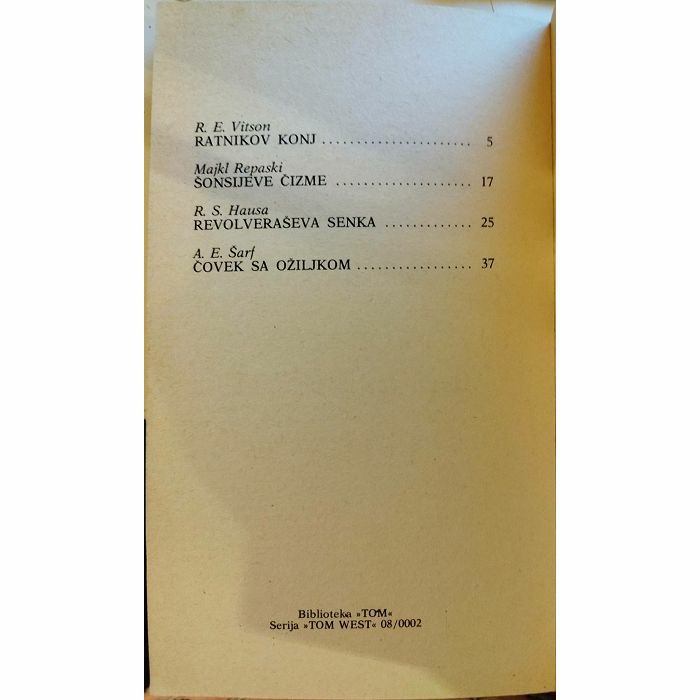 R. E. Vitson
RATNIKOV KONJ ...................... 5
Majkl Repaski
ŠONSIJEVE ČIZME .................... 17
R. S. Hausa
REVOLVERAŠEVA SENKA ............. 25
A. E. Šarf
ČOVEK SA OŽILJKOM ................. 37
Biblioteka »TOM«
Serija »TOM WEST« 08/0002